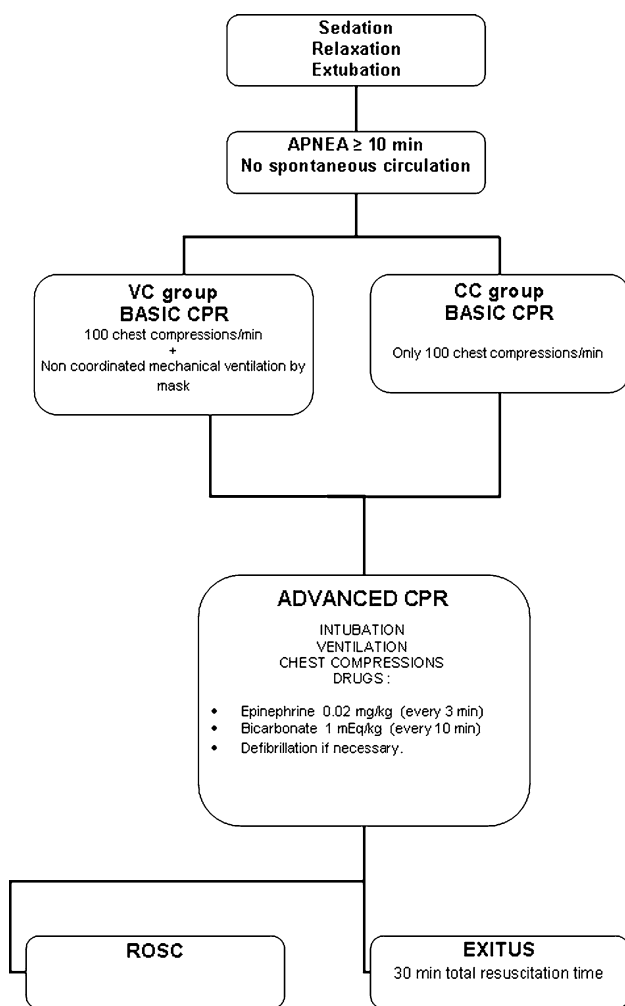 Sedation
Relaxation
Extubation
APNEA ≥ 10 min
No spontaneous circulation
VC group
BASIC CPR
100 chest compressions/min
+
Non coordinated mechanical ventilation by
mask
CC group
BASIC CPR
Only 100 chest compressions/min
ADVANCED CPR
INTUBATION
VENTILATION
CHEST COMPRESSIONS
DRUGS :
• Epinephrine 0.02 mg/kg (every 3 min)
• Bicarbonate 1 mEq/kg (every 10 min)
• Defibrillation if necessary.
ROSC
EXITUS
30 min total resuscitation time